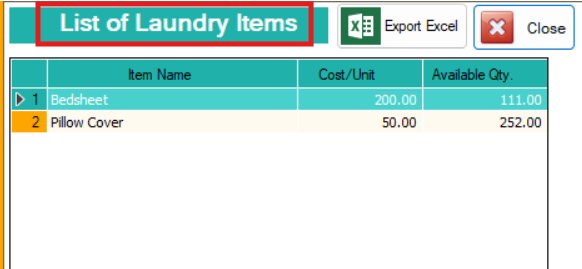 List of Laundry Items Export Excel Close
Item Name Cost/Unit Available Qty.
1 Bedsheet 200.00 111.00
2 Pillow Cover 50.00 252.00